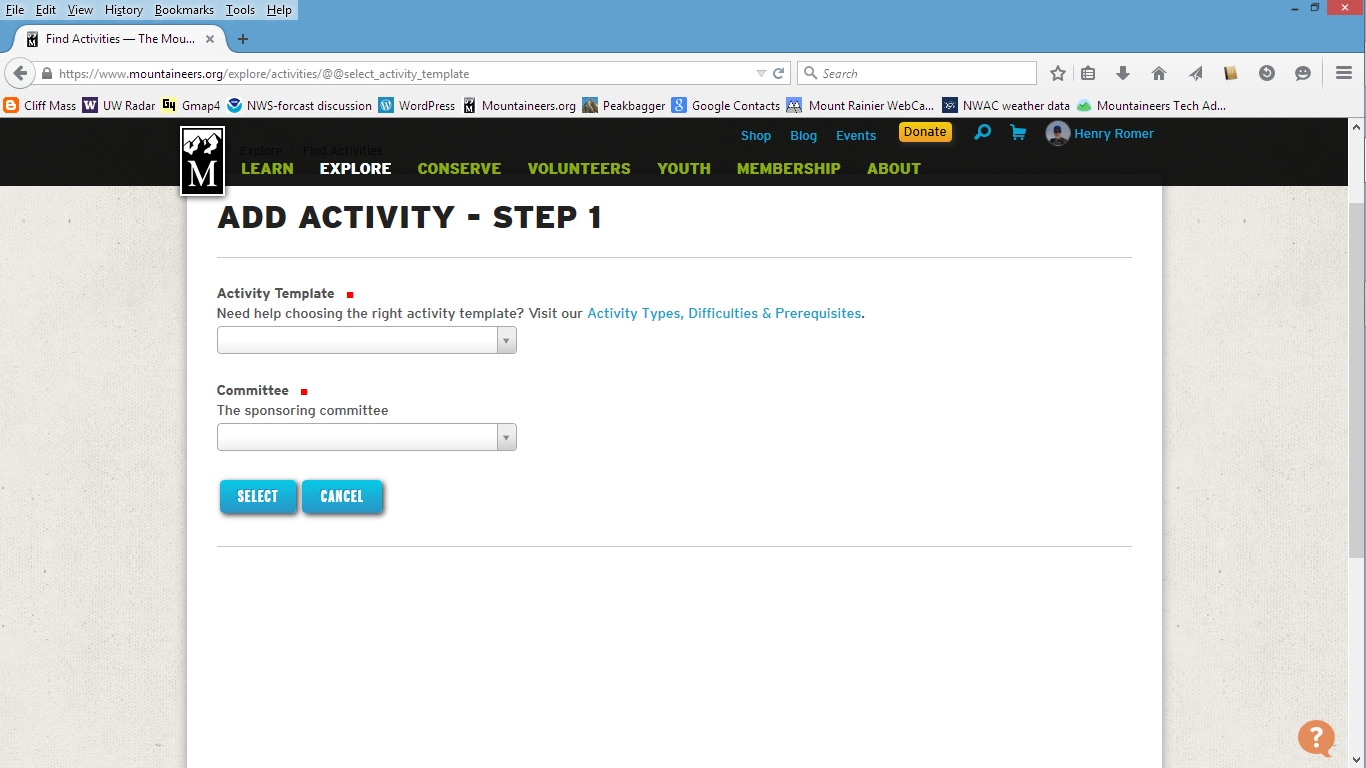 File Edit View History Bookmarks Tools Help
Find Activities — The Mou...
https://www.mountaineers.org/explore/activities/@@select_activity_template
Search
Cliff Mass UW Radar Gmap4 NWS-forcast discussion WordPress Mountaineers.org Peakbagger Google Contacts Mount Rainier WebCa... NWAC weather data Mountaineers Tech Ad...
Shop Blog Events Donate Henry Romer
Explore / Find Activities
M
LEARN EXPLORE CONSERVE VOLUNTEERS YOUTH MEMBERSHIP ABOUT
ADD ACTIVITY - STEP 1
Activity Template
Need help choosing the right activity template? Visit our Activity Types, Difficulties & Prerequisites.
Committee
The sponsoring committee
SELECT CANCEL
?